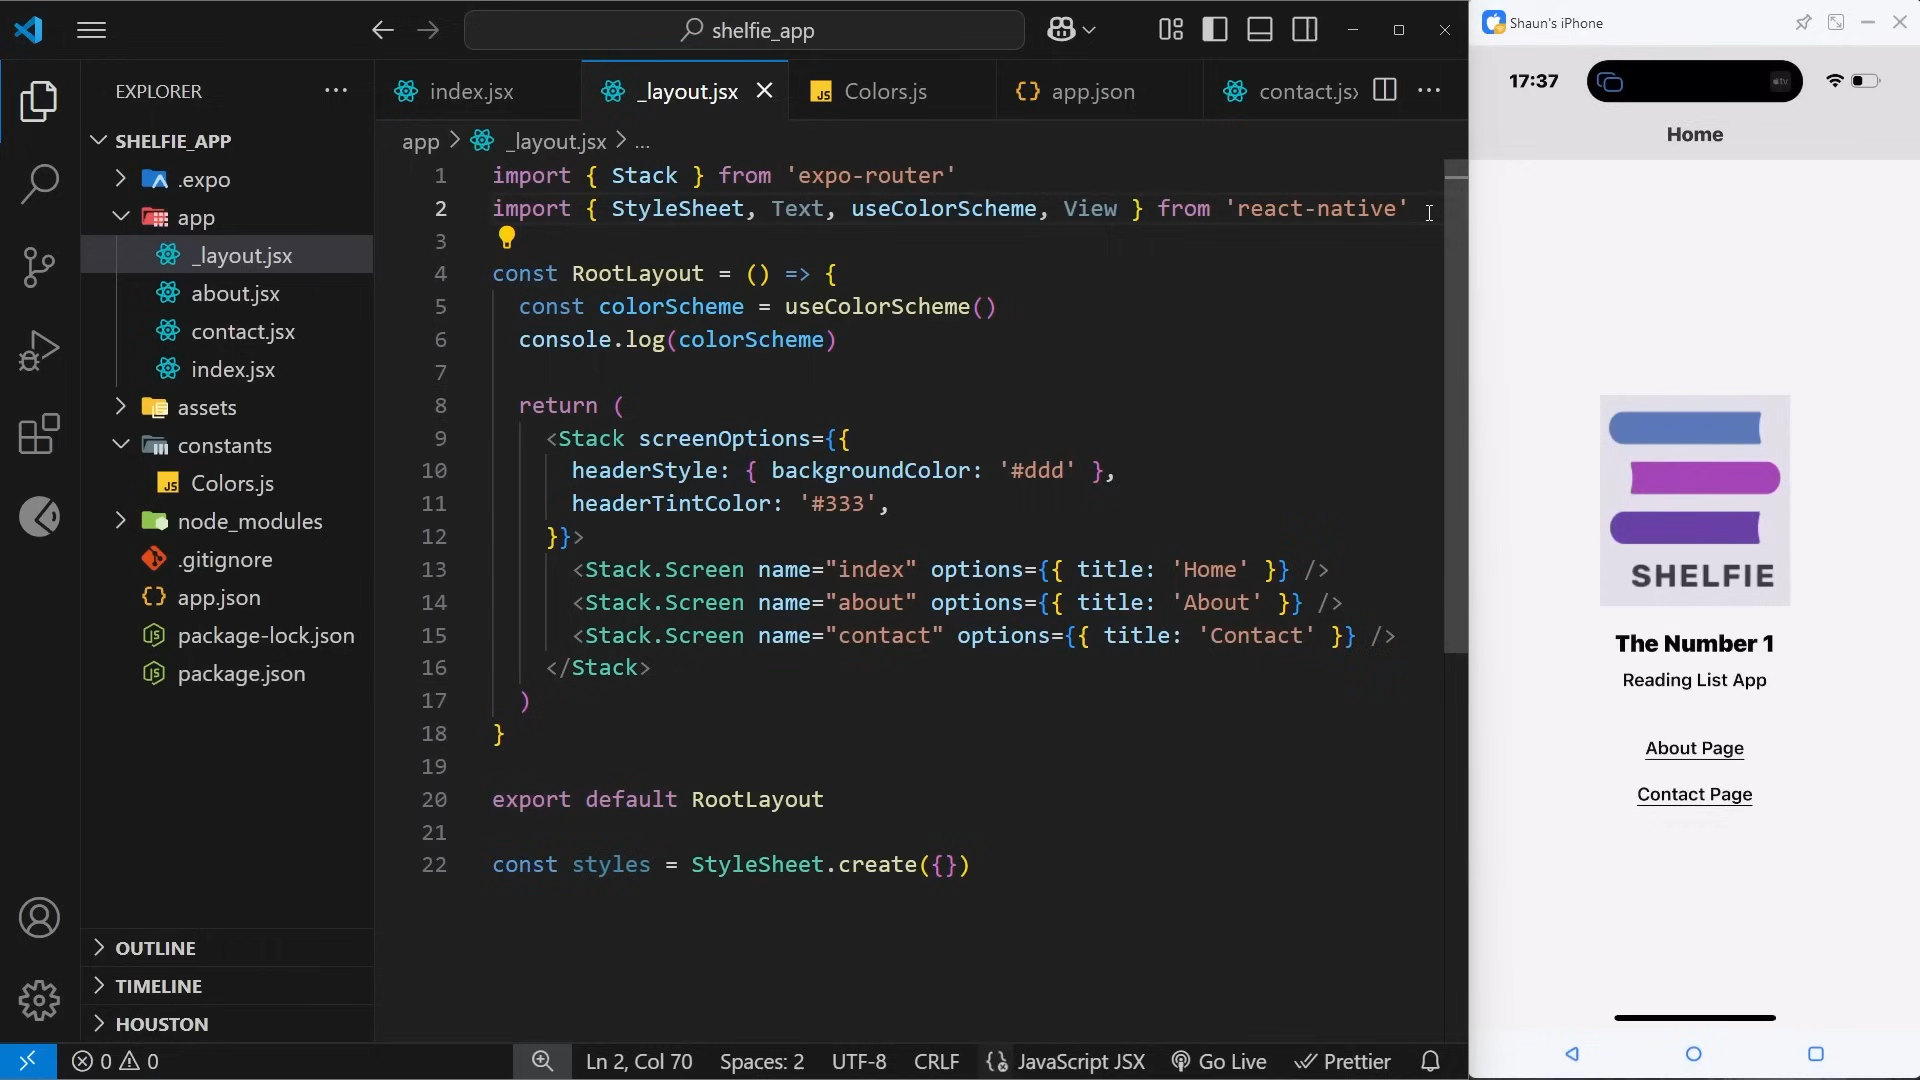 shelfie_app
Shaun's iPhone
EXPLORER
SHELFIE_APP
.expo
app
_layout.jsx
about.jsx
contact.jsx
index.jsx
assets
constants
Colors.js
node_modules
.gitignore
app.json
package-lock.json
package.json
OUTLINE
TIMELINE
HOUSTON
index.jsx
_layout.jsx
JS Colors.js
{} app.json
contact.jsx
app > _layout.jsx > ...
1 import { Stack } from 'expo-router'
2 import { StyleSheet, Text, useColorScheme, View } from 'react-native'
3
4 const RootLayout = () => {
5 const colorScheme = useColorScheme()
6 console.log(colorScheme)
7
8 return (
9 <Stack screenOptions={{
10 headerStyle: { backgroundColor: '#ddd' },
11 headerTintColor: '#333',
12 }}>
13 <Stack.Screen name="index" options={{ title: 'Home' }} />
14 <Stack.Screen name="about" options={{ title: 'About' }} />
15 <Stack.Screen name="contact" options={{ title: 'Contact' }} />
16 </Stack>
17 )
18 }
19
20 export default RootLayout
21
22 const styles = StyleSheet.create({})
0 0
Ln 2, Col 70
Spaces: 2
UTF-8
CRLF
JavaScript JSX
Go Live
Prettier
17:37
Home
SHELFIE
The Number 1
Reading List App
About Page
Contact Page